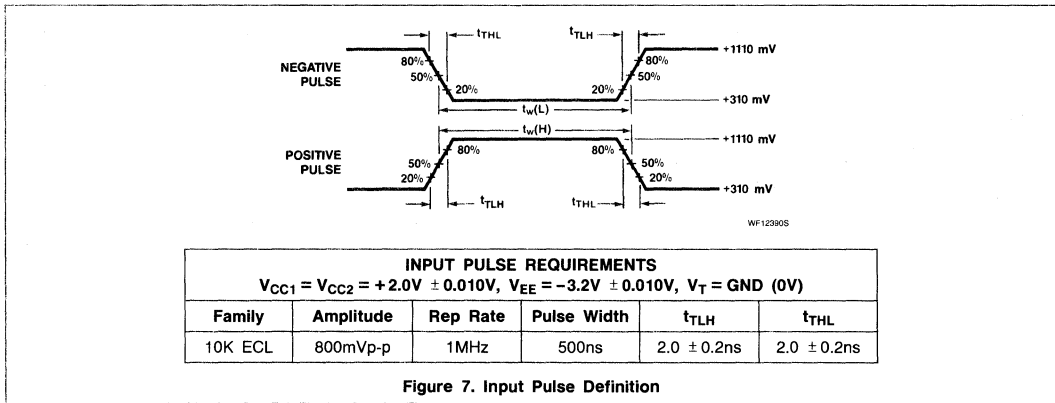 tTHL
tTLH
+1110 mV
80%
NEGATIVE
PULSE
50%
20%
20%
+310 mV
tw(L)
tw(H)
+1110 mV
80%
80%
POSITIVE
PULSE
50%
50%
20%
20%
+310 mV
tTLH
tTHL
WF12390S
INPUT PULSE REQUIREMENTS
VCC1 = VCC2 = +2.0V ±0.010V, VEE = −3.2V ±0.010V, VT = GND (0V)
Family Amplitude Rep Rate Pulse Width tTLH tTHL
10K ECL 800mVp-p 1MHz 500ns 2.0 ±0.2ns 2.0 ±0.2ns
Figure 7. Input Pulse Definition